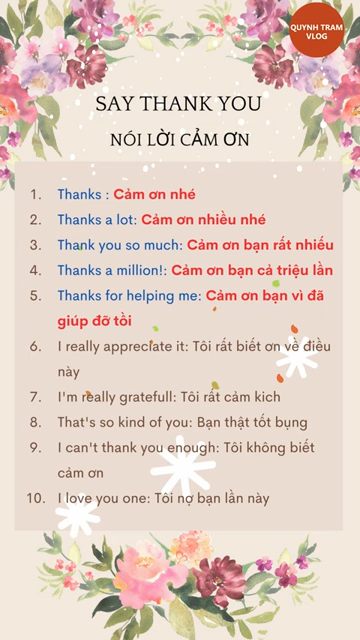 QUYNH TRAM
VLOG
SAY THANK YOU
NÓI LỜI CẢM ƠN
1. Thanks : Cảm ơn nhé
2. Thanks a lot: Cảm ơn nhiều nhé
3. Thank you so much: Cảm ơn bạn rất nhiếu
4. Thanks a million!: Cảm ơn bạn cả triệu lần
5. Thanks for helping me: Cảm ơn bạn vì đã
giúp đỡ tồi
6. I really appreciate it: Tôi rất biết ơn về điều
này
7. I'm really gratefull: Tôi rất cảm kich
8. That's so kind of you: Bạn thật tốt bụng
9. I can't thank you enough: Tôi không biết
cảm ơn
10. I love you one: Tôi nợ bạn lần này